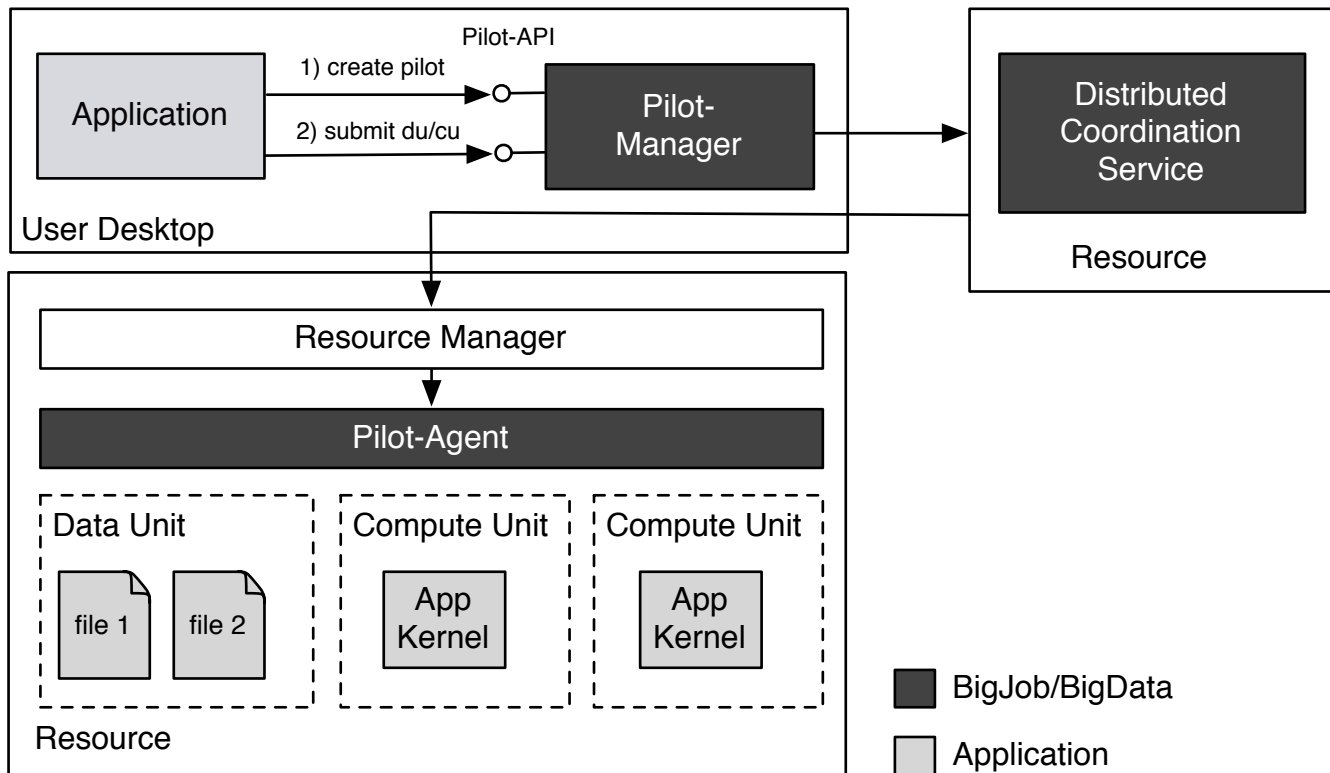 Pilot-API
1) create pilot
2) submit du/cu
Application
Pilot-
Manager
User Desktop
Distributed
Coordination
Service
Resource
Resource Manager
Pilot-Agent
Data Unit
file 1
file 2
Compute Unit
App
Kernel
Compute Unit
App
Kernel
Resource
BigJob/BigData
Application